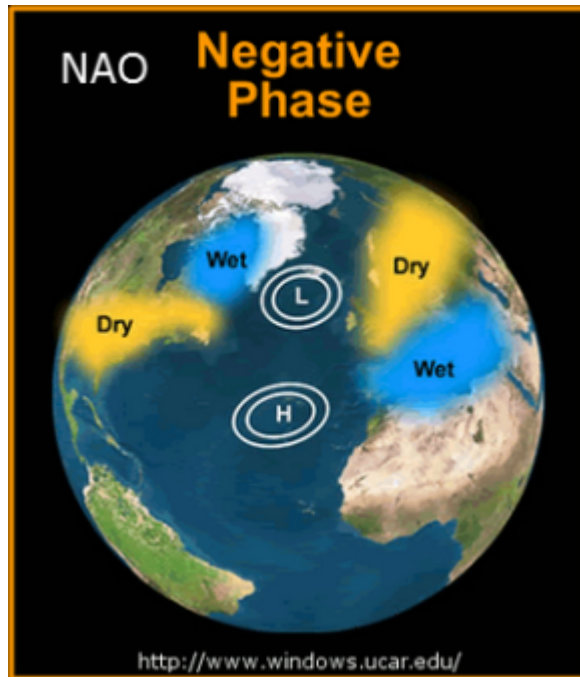 NAO
Negative
Phase
Wet
Dry
L
Dry
Wet
H
http://www.windows.ucar.edu/